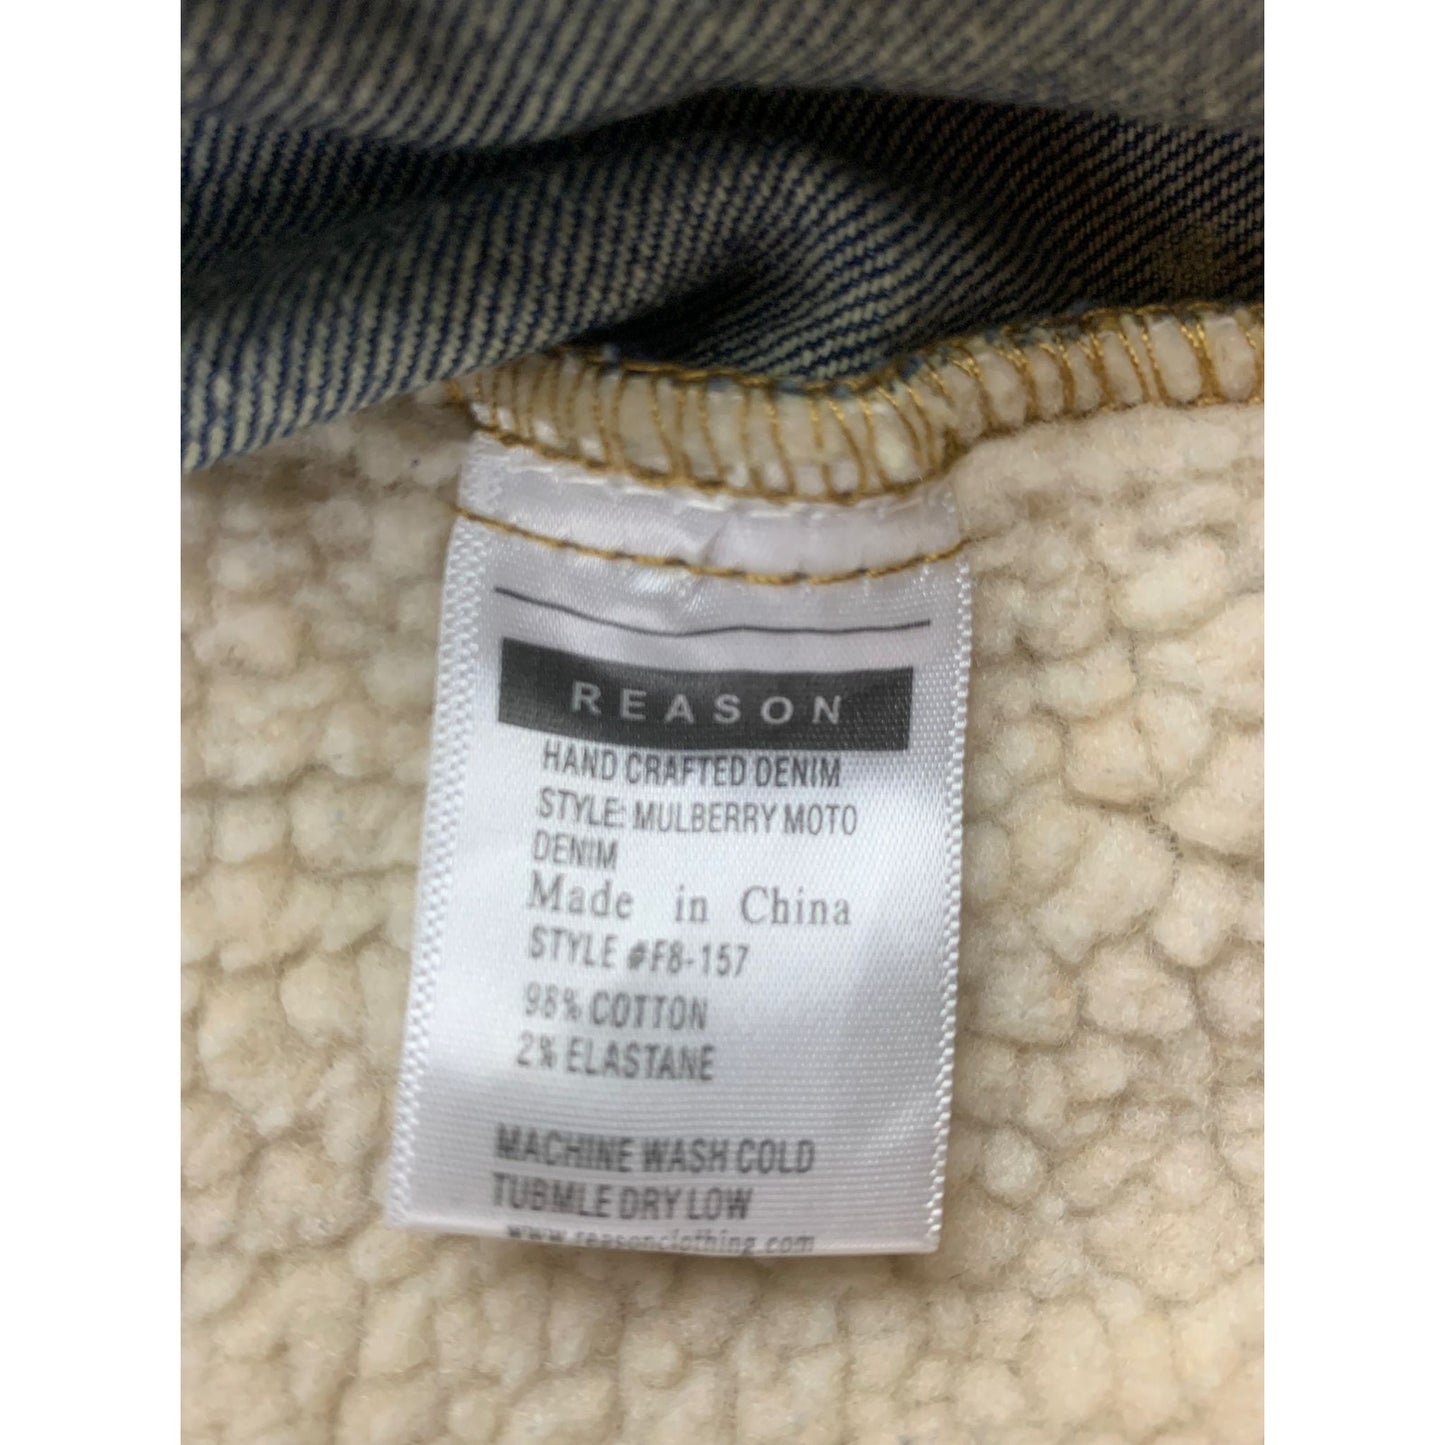 REASON
HAND CRAFTED DENIM
STYLE: MULBERRY MOTO
DENIM
Made in China
STYLE #F8-157
98% COTTON
2% ELASTANE
MACHINE WASH COLD
TUBMLE DRY LOW
www.reasonclothing.com